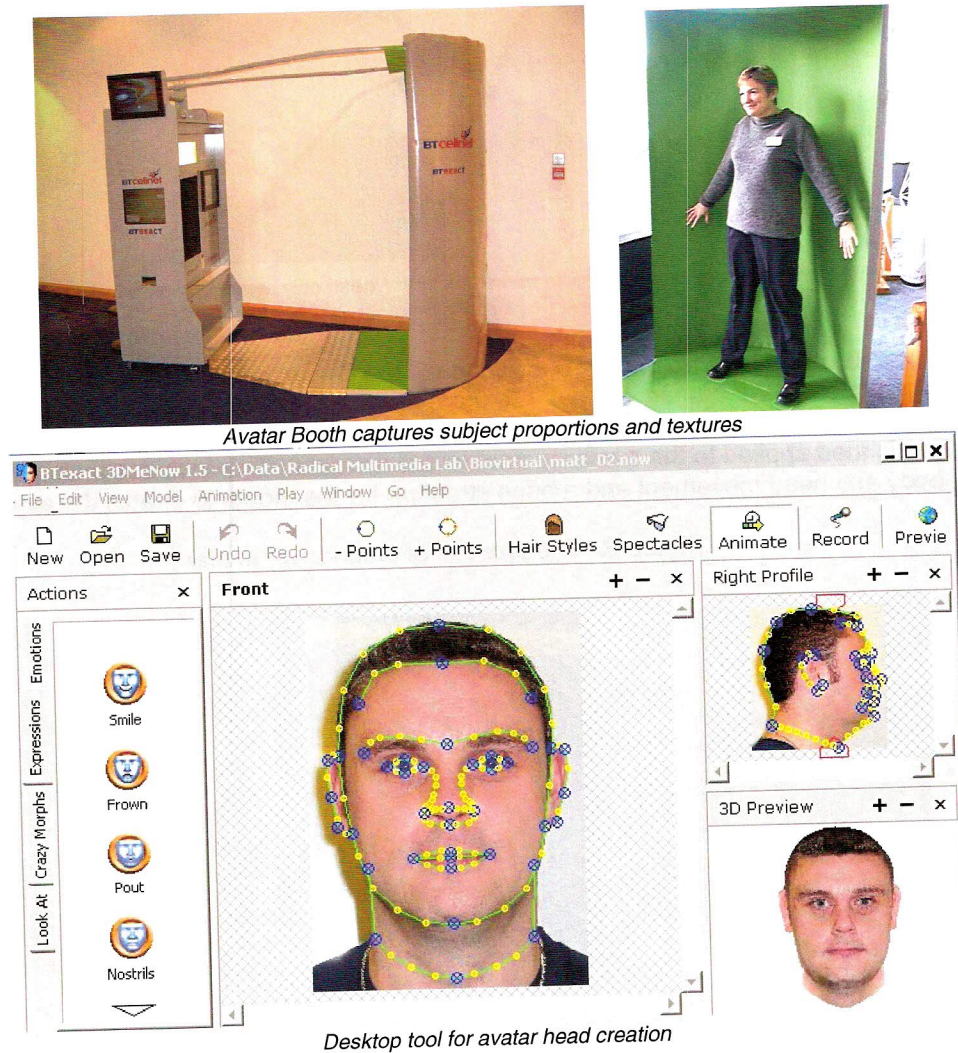 BTcellnet
BTexaCT
BTcellnet
BTexaCT
Avatar Booth captures subject proportions and textures
BTexact 3DMeNow 1.5 - C:\Data\Radical Multimedia Lab\Biovirtual\matt_02.now
File Edit View Model Animation Play Window Go Help
New Open Save Undo Redo - Points + Points Hair Styles Spectacles Animate Record Previe
Actions
Front
Right Profile
Emotions
Expressions
Crazy Morphs
Look At
Smile
Frown
Pout
Nostrils
3D Preview
Desktop tool for avatar head creation